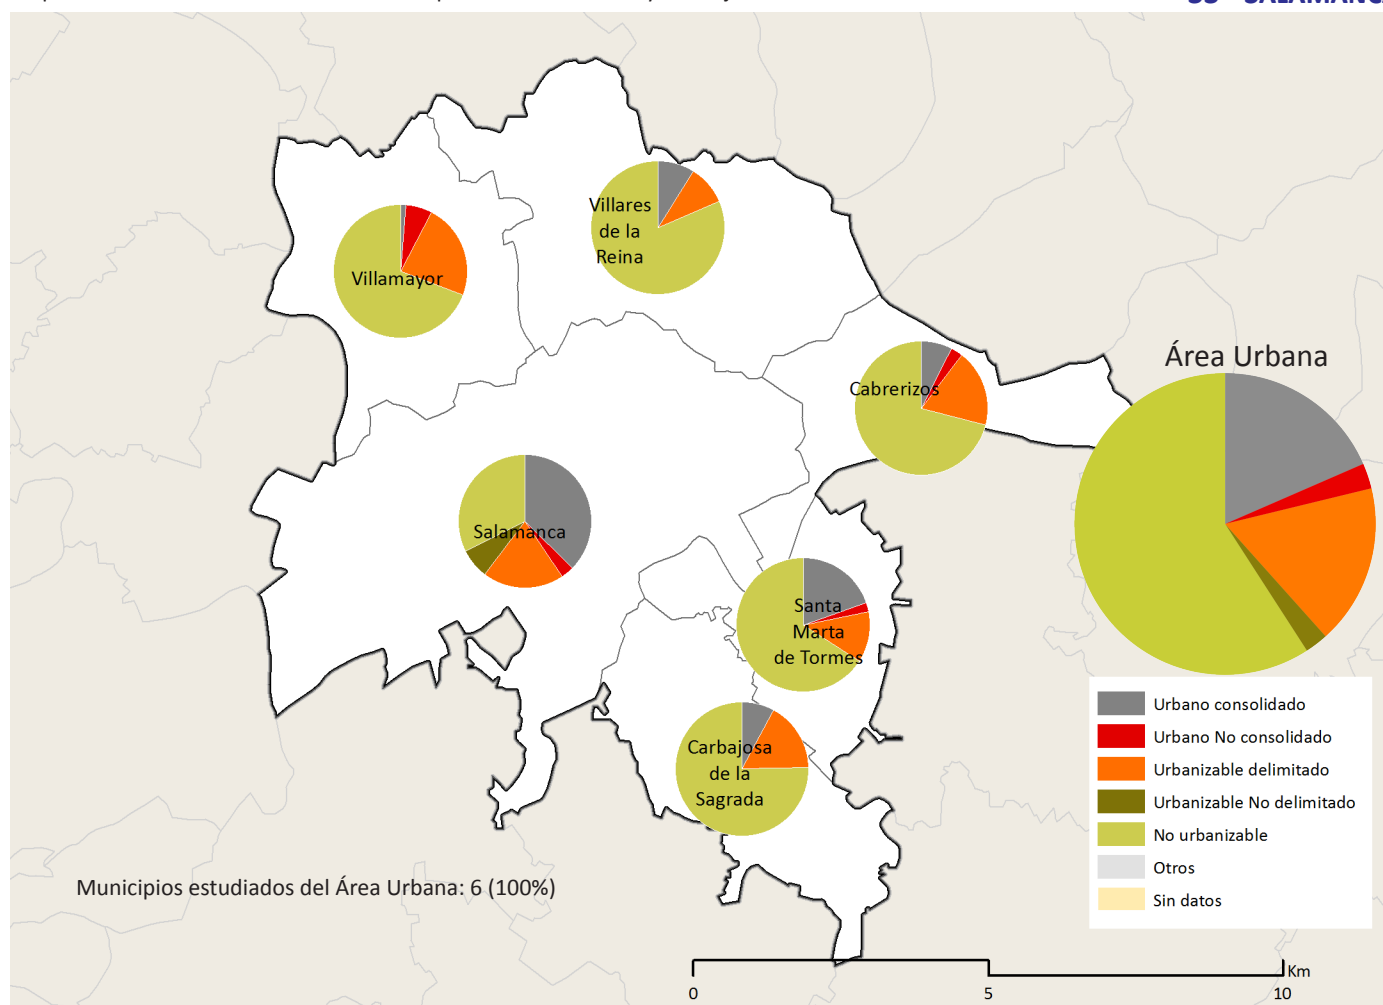 Villares
de la
Reina
Villamayor
Cabrerizos
Área Urbana
Salamanca
Santa
Marta
de Tormes
Carbajosa
de la
Sagrada
Urbano consolidado
Urbano No consolidado
Urbanizable delimitado
Urbanizable No delimitado
No urbanizable
Otros
Sin datos
Municipios estudiados del Área Urbana: 6 (100%)
Km
0 5 10